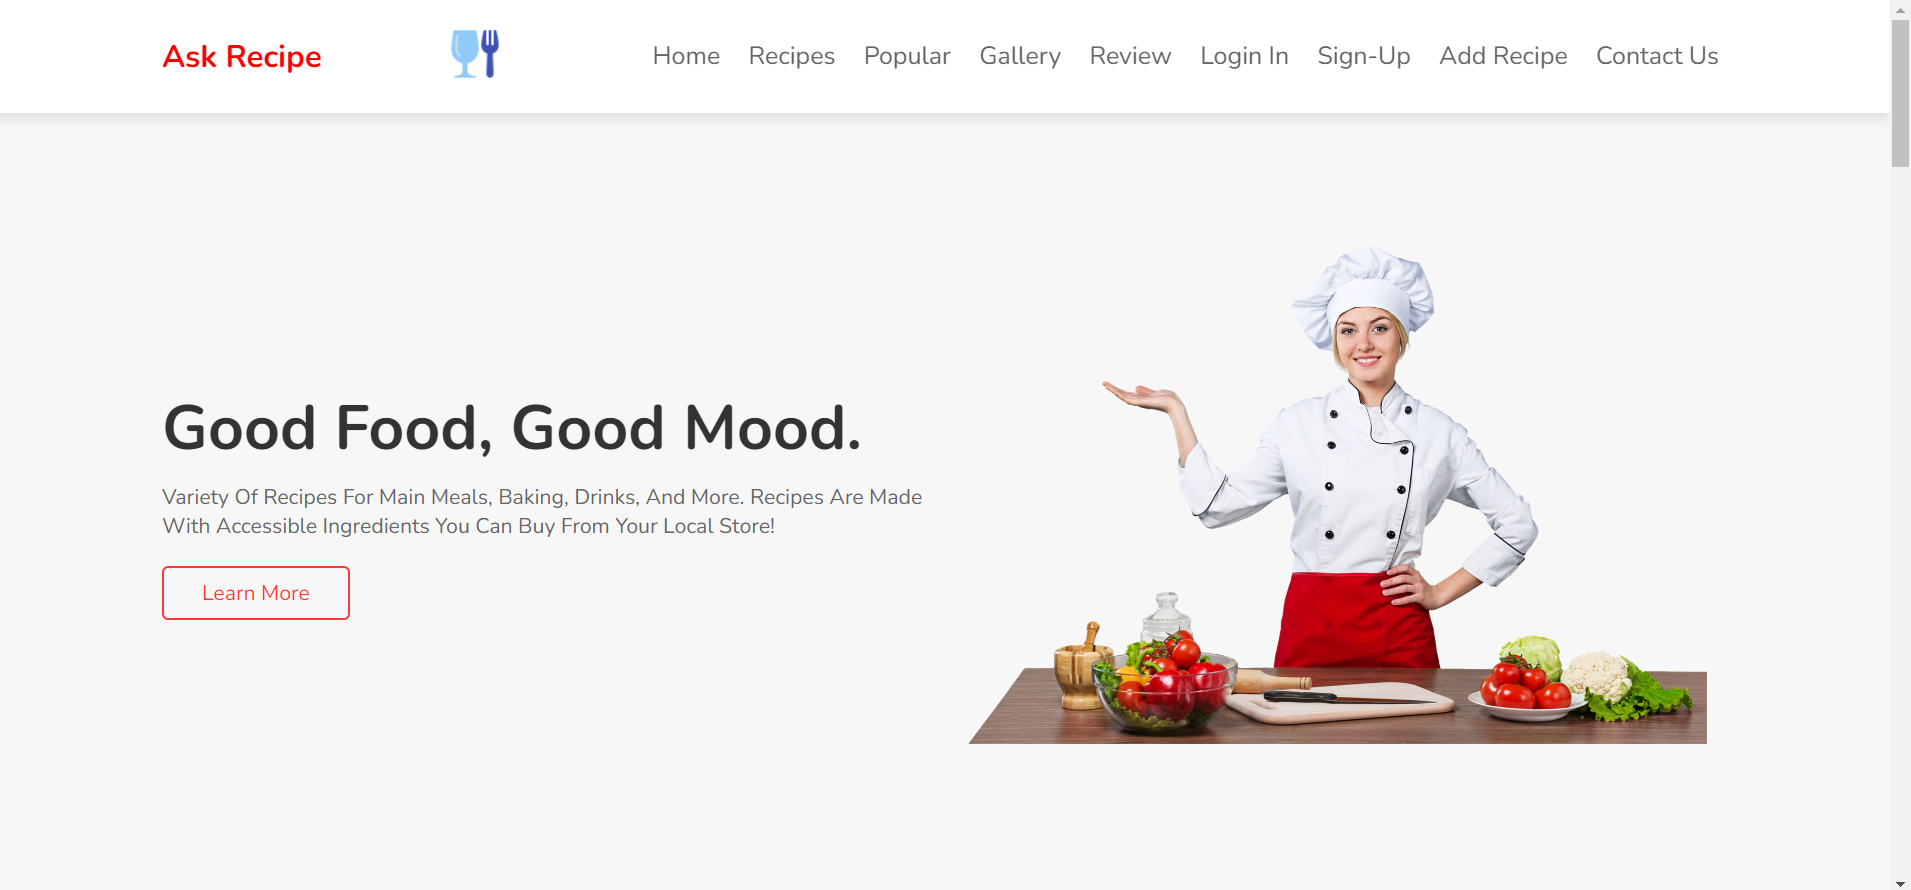 Ask Recipe
Home Recipes Popular Gallery Review Login In Sign-Up Add Recipe Contact Us
Good Food, Good Mood.
Variety Of Recipes For Main Meals, Baking, Drinks, And More. Recipes Are Made
With Accessible Ingredients You Can Buy From Your Local Store!
Learn More